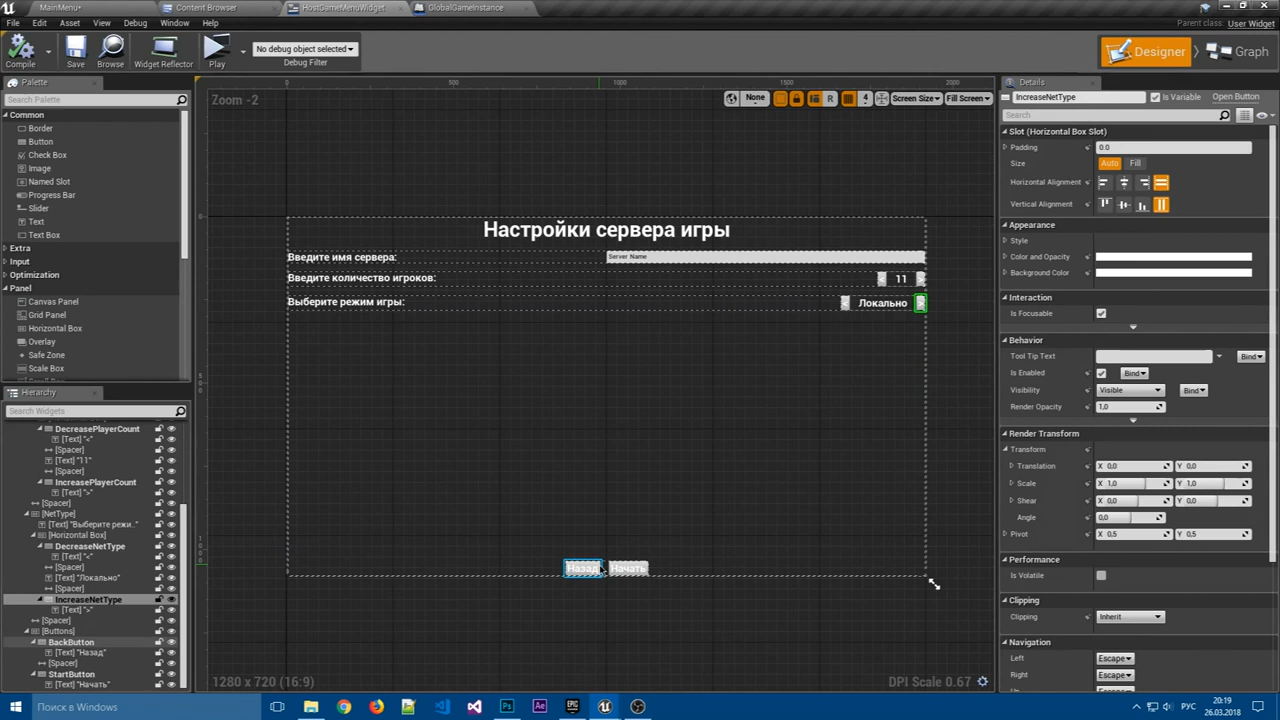 MainMenu*
Content Browser
HostGameMenuWidget
GlobalGameInstance
File Edit Asset View Debug Window Help
Parent class: User Widget
Compile Save Browse Widget Reflector Play
No debug object selected
Debug Filter
Designer
Graph
Palette
Search Palette
Common
Border
Button
Check Box
Image
Named Slot
Progress Bar
Slider
Text
Text Box
Extra
Input
Optimization
Panel
Canvas Panel
Grid Panel
Horizontal Box
Overlay
Safe Zone
Scale Box
Hierarchy
Search Widgets
DecreasePlayerCount
[Text] "<"
[Spacer]
[Text] "11"
[Spacer]
IncreasePlayerCount
[Text] ">"
[Spacer]
[NetType]
[Text] "Выберите режи.."
[Horizontal Box]
DecreaseNetType
[Text] "<"
[Spacer]
[Text] "Локально"
[Spacer]
IncreaseNetType
[Text] ">"
[Spacer]
[Buttons]
BackButton
[Text] "Назад"
[Spacer]
StartButton
[Text] "Начать"
0 500 1000 1500 2000
Zoom -2
None
R
4
Screen Size
Fill Screen
Настройки сервера игры
Введите имя сервера:
Server Name
Введите количество игроков:
< 11 >
Выберите режим игры:
< Локально >
Назад
Начать
1280 x 720 (16:9)
DPI Scale 0.67
Details
IncreaseNetType
Is Variable
Open Button
Search
Slot (Horizontal Box Slot)
Padding 0.0
Size Auto Fill
Horizontal Alignment
Vertical Alignment
Appearance
Style
Color and Opacity
Background Color
Interaction
Is Focusable
Behavior
Tool Tip Text Bind
Is Enabled Bind
Visibility Visible Bind
Render Opacity 1,0
Render Transform
Transform
Translation X 0,0 Y 0,0
Scale X 1,0 Y 1,0
Shear X 0,0 Y 0,0
Angle 0,0
Pivot X 0,5 Y 0,5
Performance
Is Volatile
Clipping
Clipping Inherit
Navigation
Left Escape
Right Escape
Поиск в Windows
РУС
20:19
26.03.2018